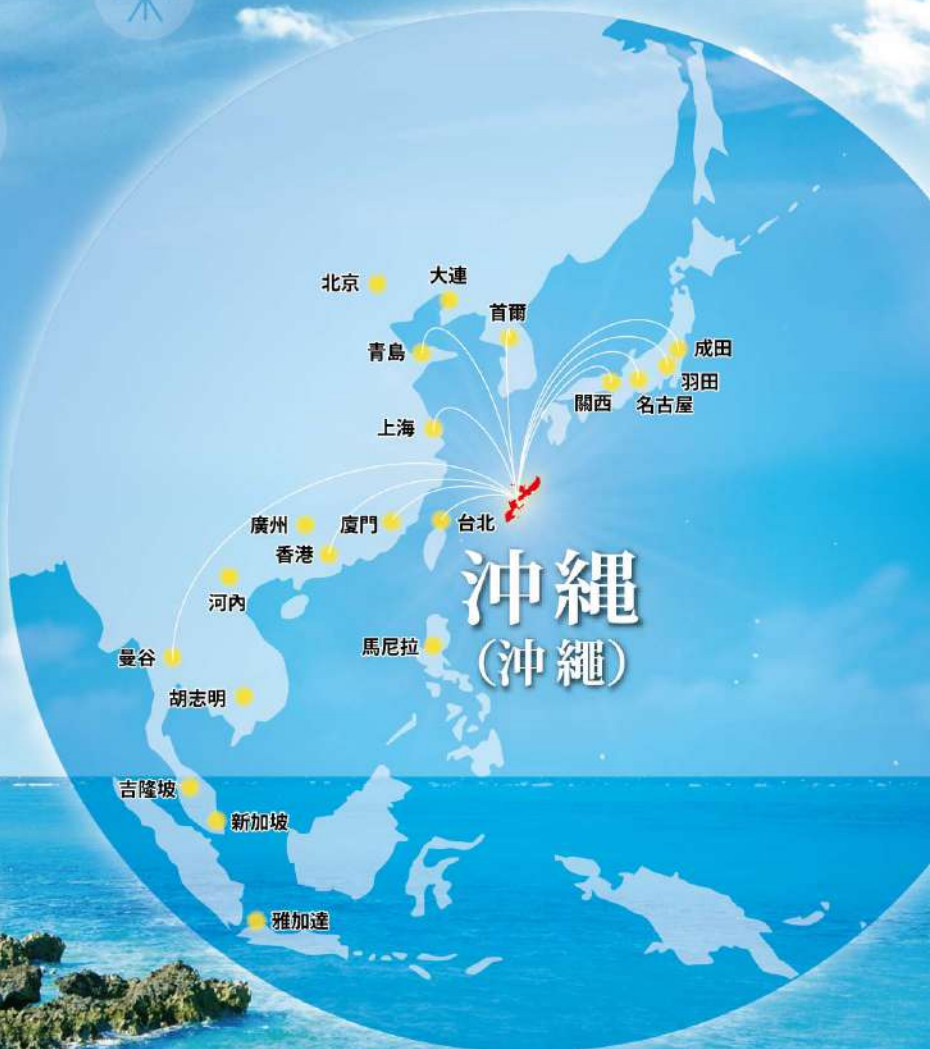 北京
大連
首爾
青島
成田
羽田
關西
名古屋
上海
廣州
廈門
台北
香港
沖縄
(沖繩)
河內
曼谷
馬尼拉
胡志明
吉隆坡
新加坡
雅加達